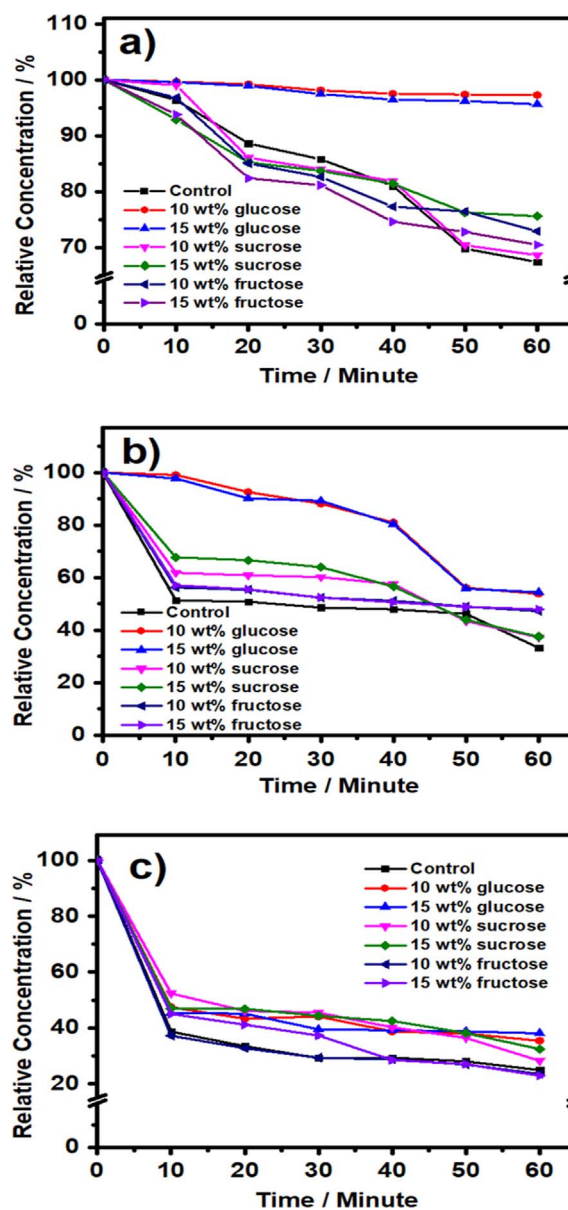 a)
Relative Concentration / %
110
100
90
80
70
0
Control
10 wt% glucose
15 wt% glucose
10 wt% sucrose
15 wt% sucrose
10 wt% fructose
15 wt% fructose
0 10 20 30 40 50 60
Time / Minute
b)
Relative Concentration / %
100
80
60
40
20
0
Control
10 wt% glucose
15 wt% glucose
10 wt% sucrose
15 wt% sucrose
10 wt% fructose
15 wt% fructose
0 10 20 30 40 50 60
Time / Minute
c)
Relative Concentration / %
100
80
60
40
20
0
Control
10 wt% glucose
15 wt% glucose
10 wt% sucrose
15 wt% sucrose
10 wt% fructose
15 wt% fructose
0 10 20 30 40 50 60
Time / Minute